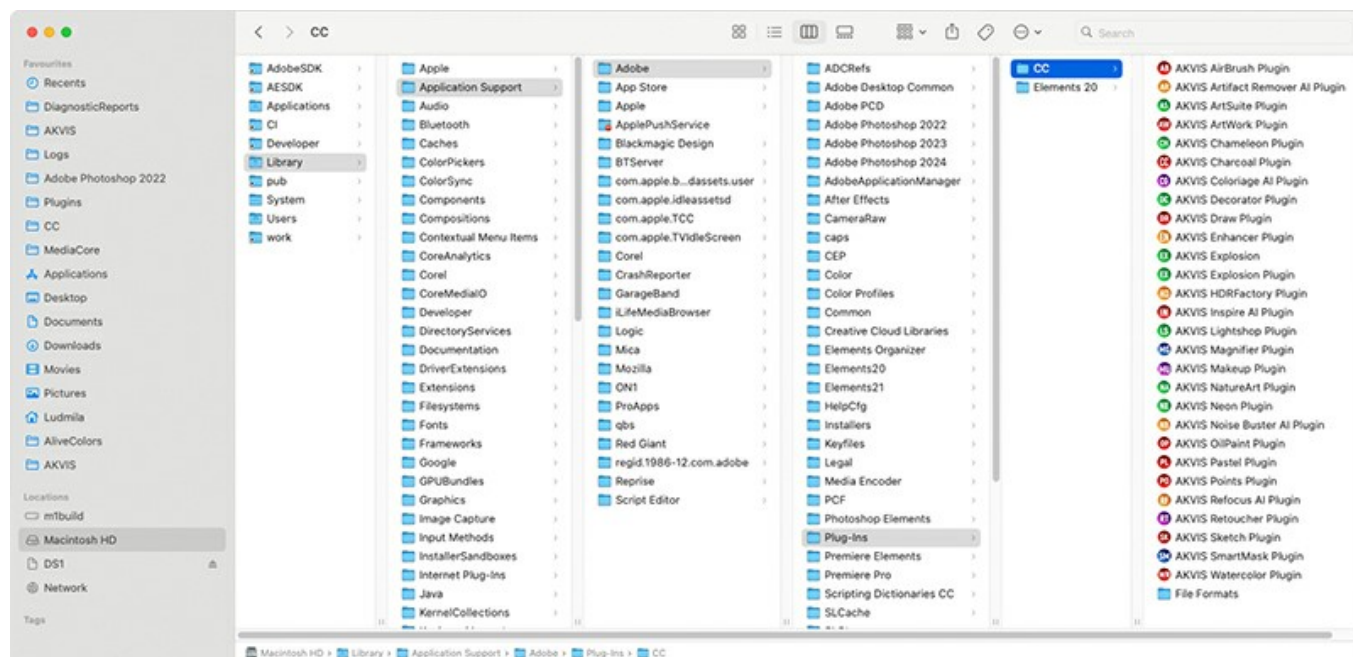 CC
Search
Favourites
Recents
DiagnosticReports
AKVIS
Logs
Adobe Photoshop 2022
Plugins
CC
MediaCore
Applications
Desktop
Documents
Downloads
Movies
Pictures
Ludmila
AliveColors
AKVIS
Locations
m1build
Macintosh HD
DS1
Network
Tags
AdobeSDK
AESDK
Applications
CI
Developer
Library
pub
System
Users
work
Apple
Application Support
Audio
Bluetooth
Caches
ColorPickers
ColorSync
Components
Compositions
Contextual Menu Items
CoreAnalytics
Corel
CoreMediaIO
Developer
DirectoryServices
Documentation
DriverExtensions
Extensions
Filesystems
Fonts
Frameworks
Google
GPUBundles
Graphics
Image Capture
Input Methods
InstallerSandboxes
Internet Plug-Ins
Java
KernelCollections
Adobe
App Store
Apple
ApplePushService
Blackmagic Design
BTServer
com.apple.b...dassets.user
com.apple.idleassetsd
com.apple.TCC
com.apple.TVIdleScreen
Corel
CrashReporter
GarageBand
iLifeMediaBrowser
Logic
Mica
Mozilla
ON1
ProApps
qbs
Red Giant
regid.1986-12.com.adobe
Reprise
Script Editor
ADCRefs
Adobe Desktop Common
Adobe PCD
Adobe Photoshop 2022
Adobe Photoshop 2023
Adobe Photoshop 2024
AdobeApplicationManager
After Effects
CameraRaw
caps
CEP
Color
Color Profiles
Common
Creative Cloud Libraries
Elements Organizer
Elements20
Elements21
HelpCfg
Installers
Keyfiles
Legal
Media Encoder
PCF
Photoshop Elements
Plug-Ins
Premiere Elements
Premiere Pro
Scripting Dictionaries CC
SLCache
CC
Elements 20
AKVIS AirBrush Plugin
AKVIS Artifact Remover AI Plugin
AKVIS ArtSuite Plugin
AKVIS ArtWork Plugin
AKVIS Chameleon Plugin
AKVIS Charcoal Plugin
AKVIS Coloriage AI Plugin
AKVIS Decorator Plugin
AKVIS Draw Plugin
AKVIS Enhancer Plugin
AKVIS Explosion
AKVIS Explosion Plugin
AKVIS HDRFactory Plugin
AKVIS Inspire AI Plugin
AKVIS Lightshop Plugin
AKVIS Magnifier Plugin
AKVIS Makeup Plugin
AKVIS NatureArt Plugin
AKVIS Neon Plugin
AKVIS Noise Buster AI Plugin
AKVIS OilPaint Plugin
AKVIS Pastel Plugin
AKVIS Points Plugin
AKVIS Refocus AI Plugin
AKVIS Retoucher Plugin
AKVIS Sketch Plugin
AKVIS SmartMask Plugin
AKVIS Watercolor Plugin
File Formats
Macintosh HD › Library › Application Support › Adobe › Plug-Ins › CC